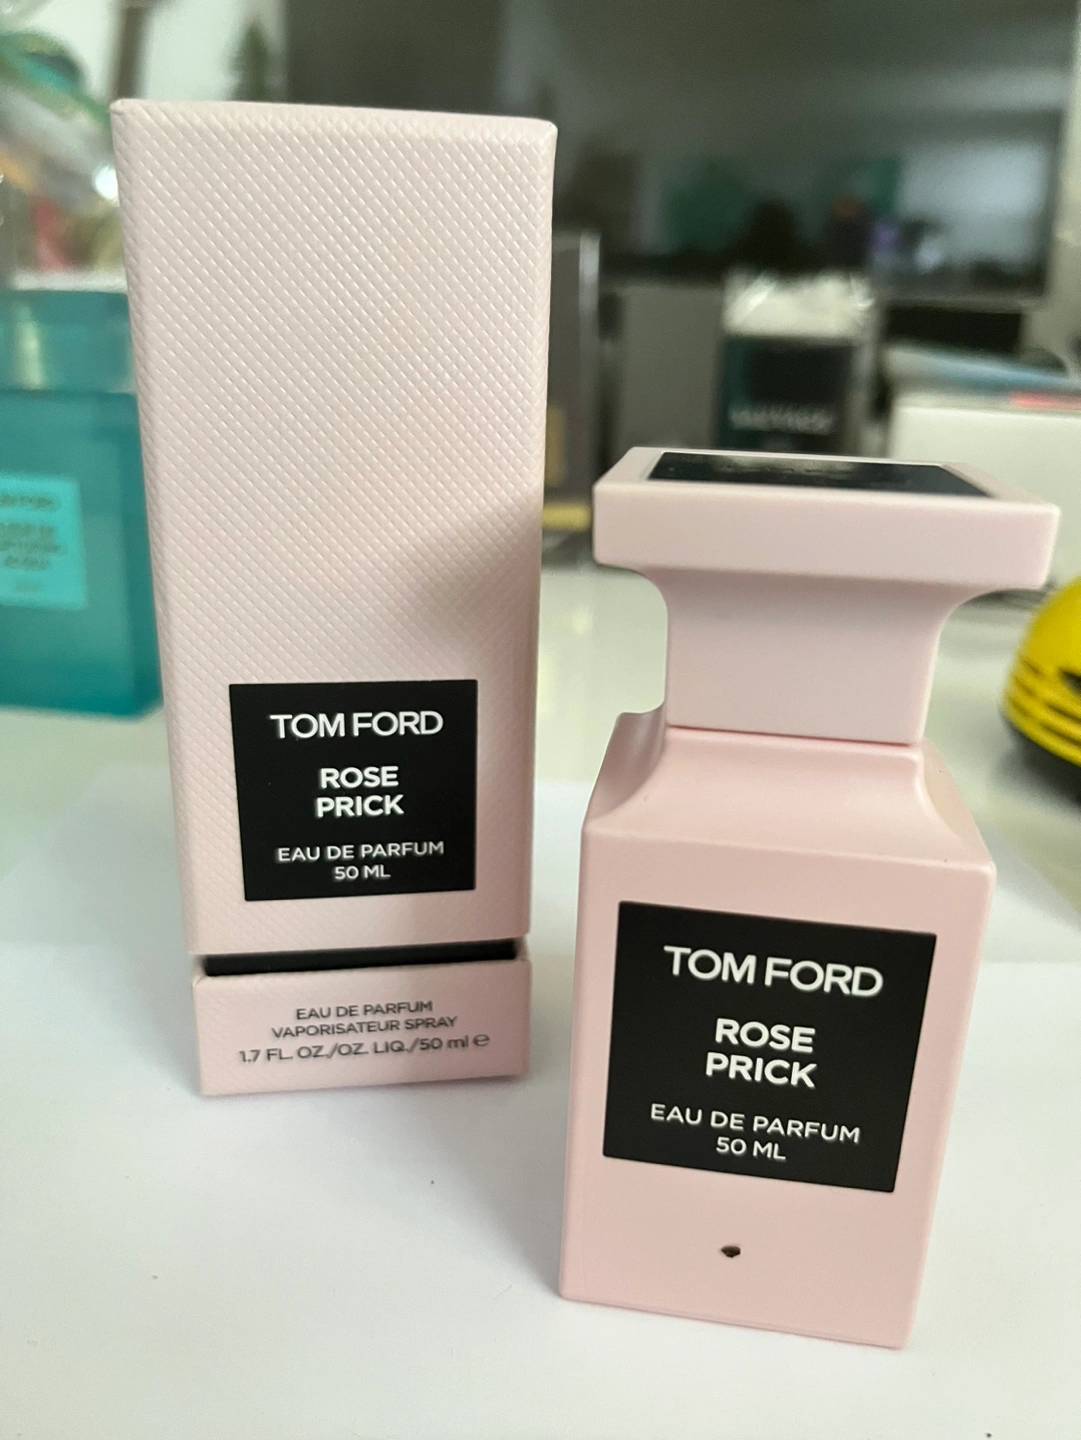 TOM FORD
ROSE
PRICK
EAU DE PARFUM
50 ML
EAU DE PARFUM
VAPORISATEUR SPRAY
1.7 FL. OZ./OZ. LIQ./50 ml ℮
TOM FORD
ROSE
PRICK
EAU DE PARFUM
50 ML